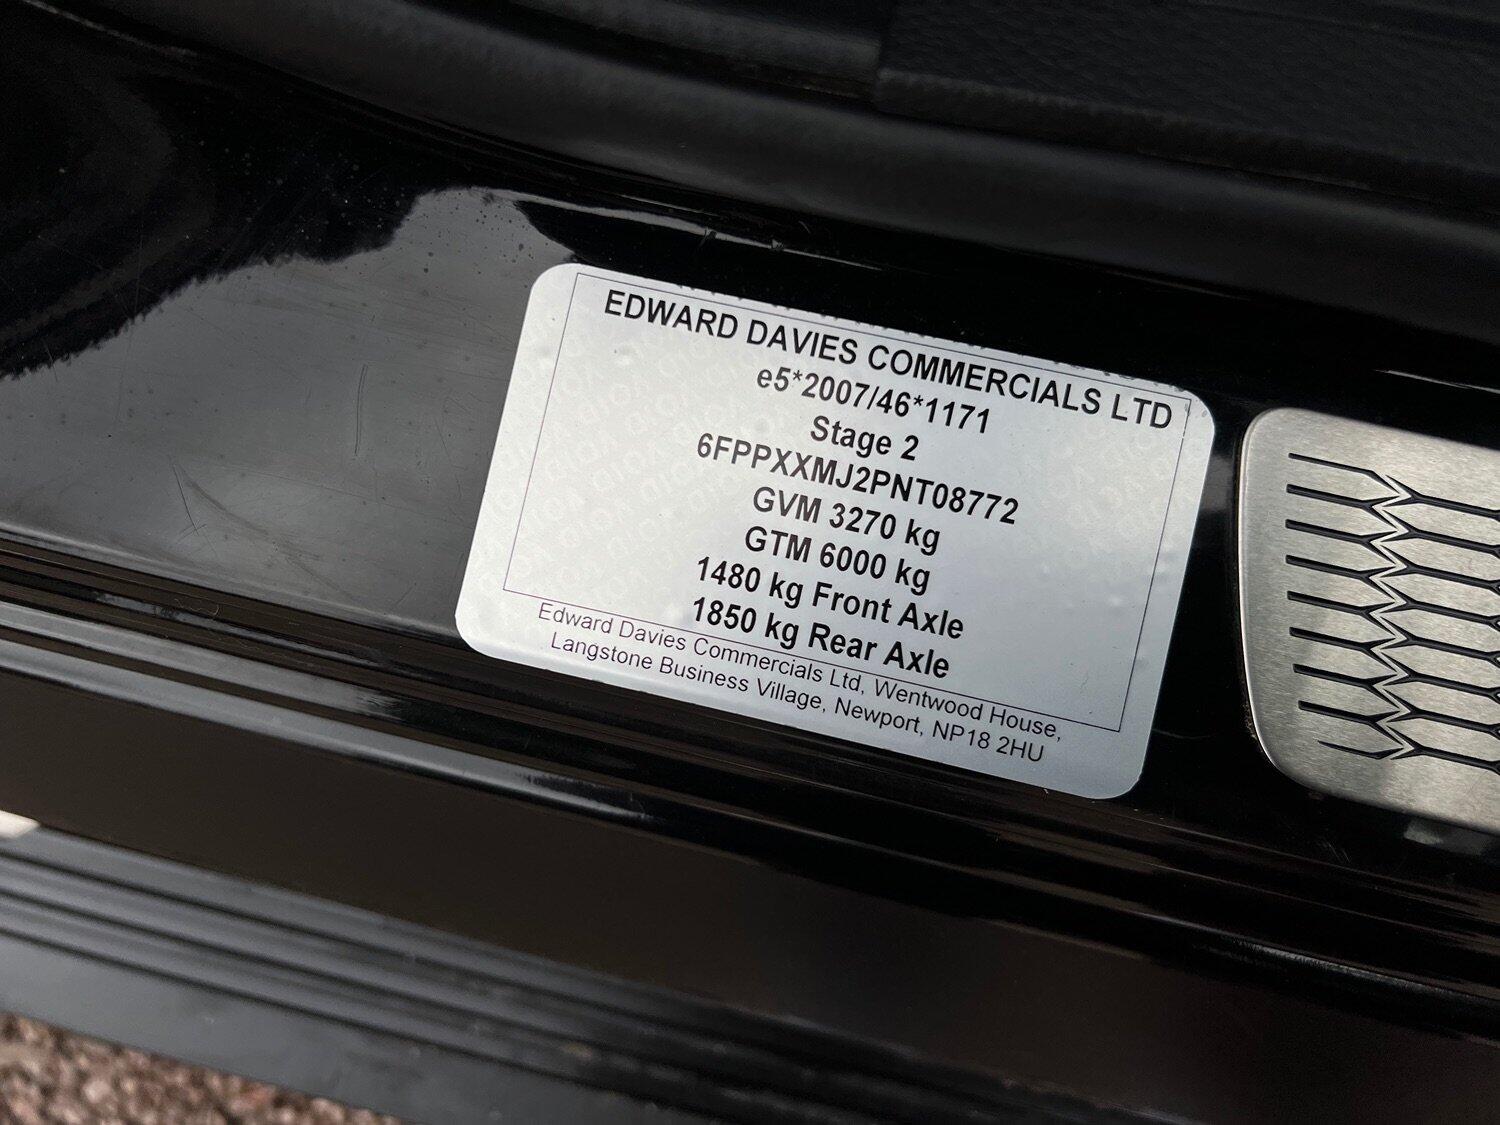 EDWARD DAVIES COMMERCIALS LTD
e5*2007/46*1171
Stage 2
6FPPXXMJ2PNT08772
GVM 3270 kg
GTM 6000 kg
1480 kg Front Axle
1850 kg Rear Axle
Edward Davies Commercials Ltd, Wentwood House,
Langstone Business Village, Newport, NP18 2HU